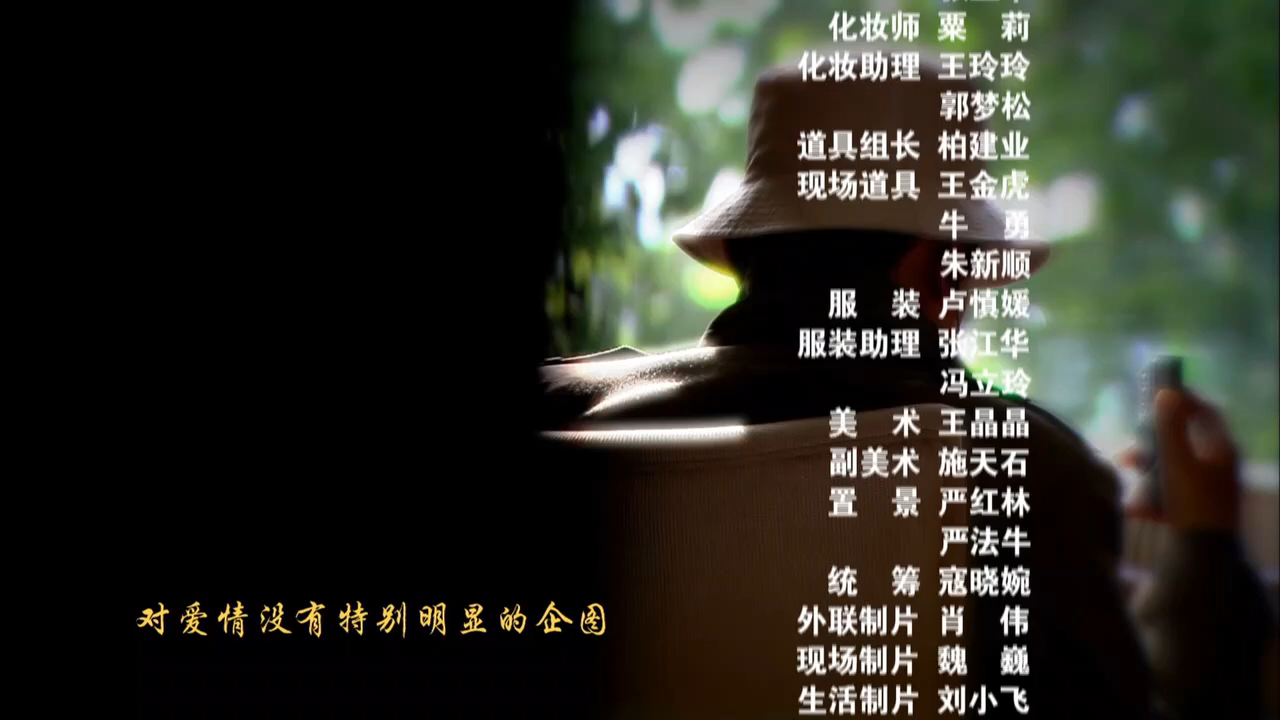 化妆师 粟 莉
化妆助理 王玲玲
郭梦松
道具组长 柏建业
现场道具 王金虎
牛 勇
朱新顺
服 装 卢慎媛
服装助理 张江华
冯立玲
美 术 王晶晶
副美术 施天石
置 景 严红林
严法牛
统 筹 寇晓婉
外联制片 肖 伟
现场制片 魏 巍
生活制片 刘小飞
对爱情没有特别明显的企图